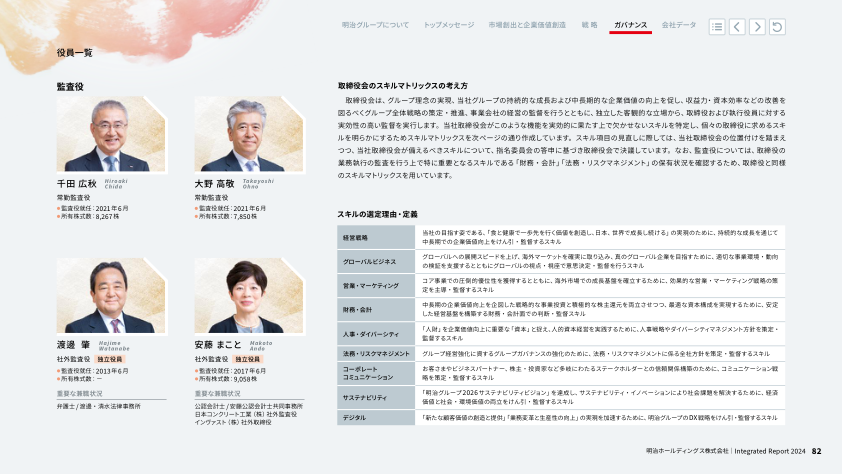 明治グループについて
トップメッセージ
市場創出と企業価値創造
戦 略
ガバナンス
会社データ
役員一覧
監査役
千田 広秋 Hiroaki Chida
常勤監査役
●監査役就任：2021年6月
●所有株式数：8,267株
大野 高敬 Takayoshi Ohno
常勤監査役
●監査役就任：2021年6月
●所有株式数：7,850株
渡邊 肇 Hajime Watanabe
社外監査役 独立役員
●監査役就任：2013年6月
●所有株式数：－
重要な兼職状況
弁護士／渡邉・清水法律事務所
安藤 まこと Makoto Ando
社外監査役 独立役員
●監査役就任：2017年6月
●所有株式数：9,058株
重要な兼職状況
公認会計士／安藤公認会計士共同事務所
日本コンクリート工業（株）社外監査役
インヴァスト（株）社外取締役
取締役会のスキルマトリックスの考え方
取締役会は、グループ理念の実現、当社グループの持続的な成長および中長期的な企業価値の向上を促し、収益力・資本効率などの改善を
図るべくグループ全体戦略の策定・推進、事業会社の経営の監督を行うとともに、独立した客観的な立場から、取締役および執行役員に対する
実効性の高い監督を実行します。当社取締役会がこのような機能を実効的に果たす上で欠かせないスキルを特定し、個々の取締役に求めるスキ
ルを明らかにするためスキルマトリックスを次ページの通り作成しています。スキル項目の見直しに際しては、当社取締役会の位置付けを踏まえ
つつ、当社取締役会が備えるべきスキルについて、指名委員会の答申に基づき取締役会で決議しています。なお、監査役については、取締役の
業務執行の監査を行う上で特に重要となるスキルである「財務・会計」「法務・リスクマネジメント」の保有状況を確認するため、取締役と同様
のスキルマトリックスを用いています。
スキルの選定理由・定義
経営戦略
当社の目指す姿である、「食と健康で一歩先を行く価値を創造し、日本、世界で成長し続ける」の実現のために、持続的な成長を通じて
中長期での企業価値向上をけん引・監督するスキル
グローバルビジネス
グローバルへの展開スピードを上げ、海外マーケットを確実に取り込み、真のグローバル企業を目指すために、適切な事業環境・動向
の検証を支援するとともにグローバルの視点・視座で意思決定・監督を行うスキル
営業・マーケティング
コア事業での圧倒的優位性を獲得するとともに、海外市場での成長基盤を確立するために、効果的な営業・マーケティング戦略の策
定を主導・監督するスキル
財務・会計
中長期の企業価値向上を企図した戦略的な事業投資と積極的な株主還元を両立させつつ、最適な資本構成を実現するために、安定
した経営基盤を構築する財務・会計面での判断・監督スキル
人事・ダイバーシティ
「人財」を企業価値向上に重要な「資本」と捉え、人的資本経営を実践するために、人事戦略やダイバーシティマネジメント方針を策定・
監督するスキル
法務・リスクマネジメント
グループ経営強化に資するグループガバナンスの強化のために、法務・リスクマネジメントに係る全社方針を策定・監督するスキル
コーポレート
コミュニケーション
お客さまやビジネスパートナー、株主・投資家など多岐にわたるステークホルダーとの信頼関係構築のために、コミュニケーション戦
略を策定・監督するスキル
サステナビリティ
「明治グループ2026サステナビリティビジョン」を達成し、サステナビリティ・イノベーションにより社会課題を解決するために、経済
価値と社会・環境価値の両立をけん引・監督するスキル
デジタル
「新たな顧客価値の創造と提供」「業務変革と生産性の向上」の実現を加速するために、明治グループのDX戦略をけん引・監督するスキル
明治ホールディングス株式会社｜Integrated Report 2024 82